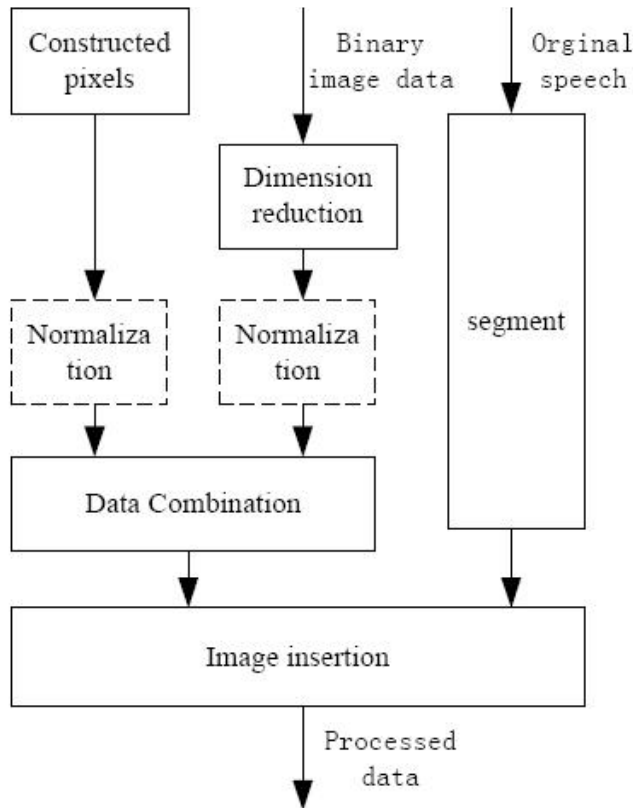 Constructed
pixels
Binary
image data
Orginal
speech
Dimension
reduction
Normaliza
tion
Normaliza
tion
segment
Data Combination
Image insertion
Processed
data